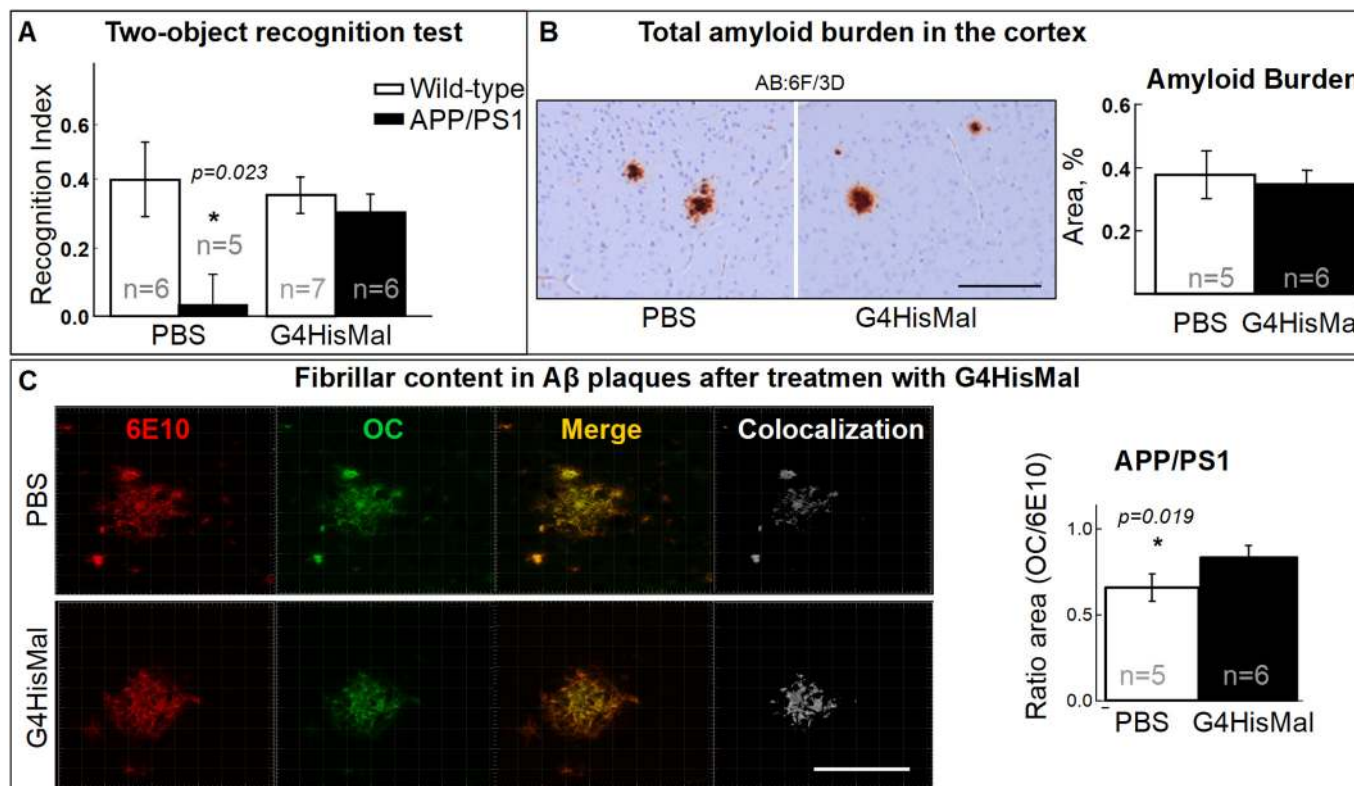 A Two-object recognition test
Wild-type
APP/PS1
Recognition Index
0.6
0.4
0.2
0.0
p=0.023
*
n=5
n=6
n=7
n=6
PBS
G4HisMal
B Total amyloid burden in the cortex
AB:6F/3D
PBS
G4HisMal
Amyloid Burden
Area, %
0.6
0.4
0.2
n=5
n=6
PBS G4HisMal
C Fibrillar content in Aβ plaques after treatmen with G4HisMal
6E10
OC
Merge
Colocalization
PBS
G4HisMal
APP/PS1
Ratio area (OC/6E10)
1.0
0.5
0.0
p=0.019
*
n=5
n=6
PBS G4HisMal